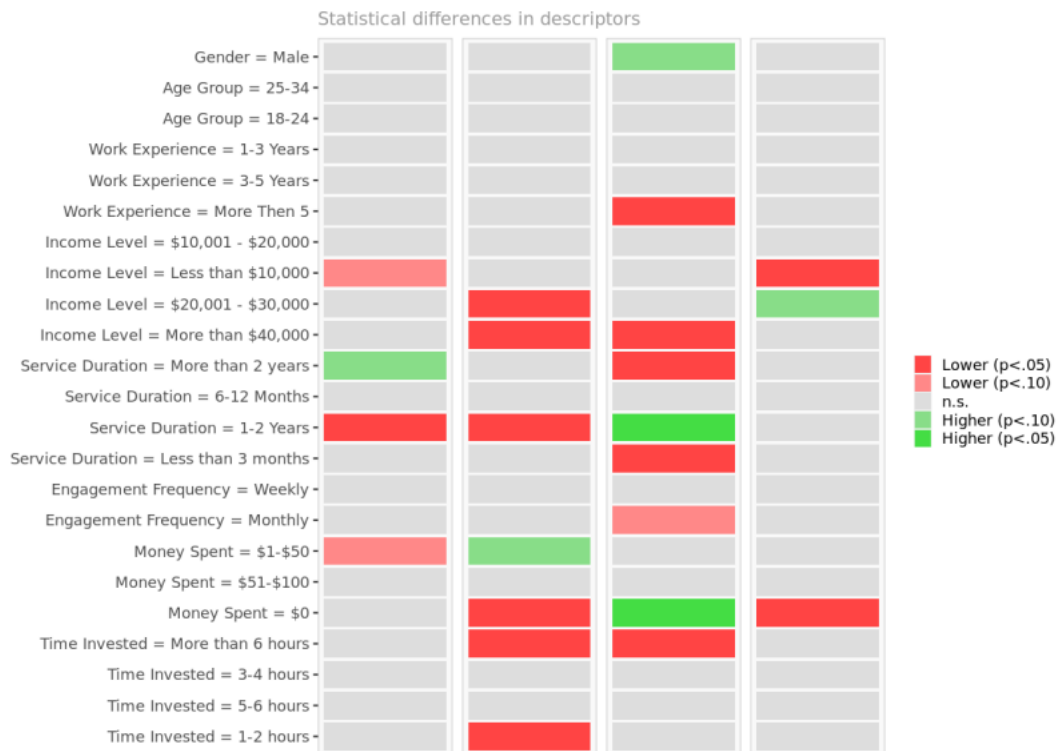 Statistical differences in descriptors
Gender = Male
Age Group = 25-34
Age Group = 18-24
Work Experience = 1-3 Years
Work Experience = 3-5 Years
Work Experience = More Then 5
Income Level = $10,001 - $20,000
Income Level = Less than $10,000
Income Level = $20,001 - $30,000
Income Level = More than $40,000
Service Duration = More than 2 years
Service Duration = 6-12 Months
Service Duration = 1-2 Years
Service Duration = Less than 3 months
Engagement Frequency = Weekly
Engagement Frequency = Monthly
Money Spent = $1-$50
Money Spent = $51-$100
Money Spent = $0
Time Invested = More than 6 hours
Time Invested = 3-4 hours
Time Invested = 5-6 hours
Time Invested = 1-2 hours
Lower (p<.05)
Lower (p<.10)
n.s.
Higher (p<.10)
Higher (p<.05)